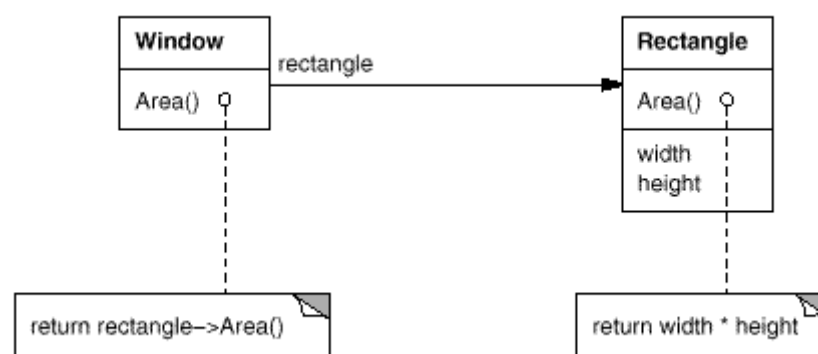 Window
Area()
rectangle
Rectangle
Area()
width
height
return rectangle–>Area()
return width * height